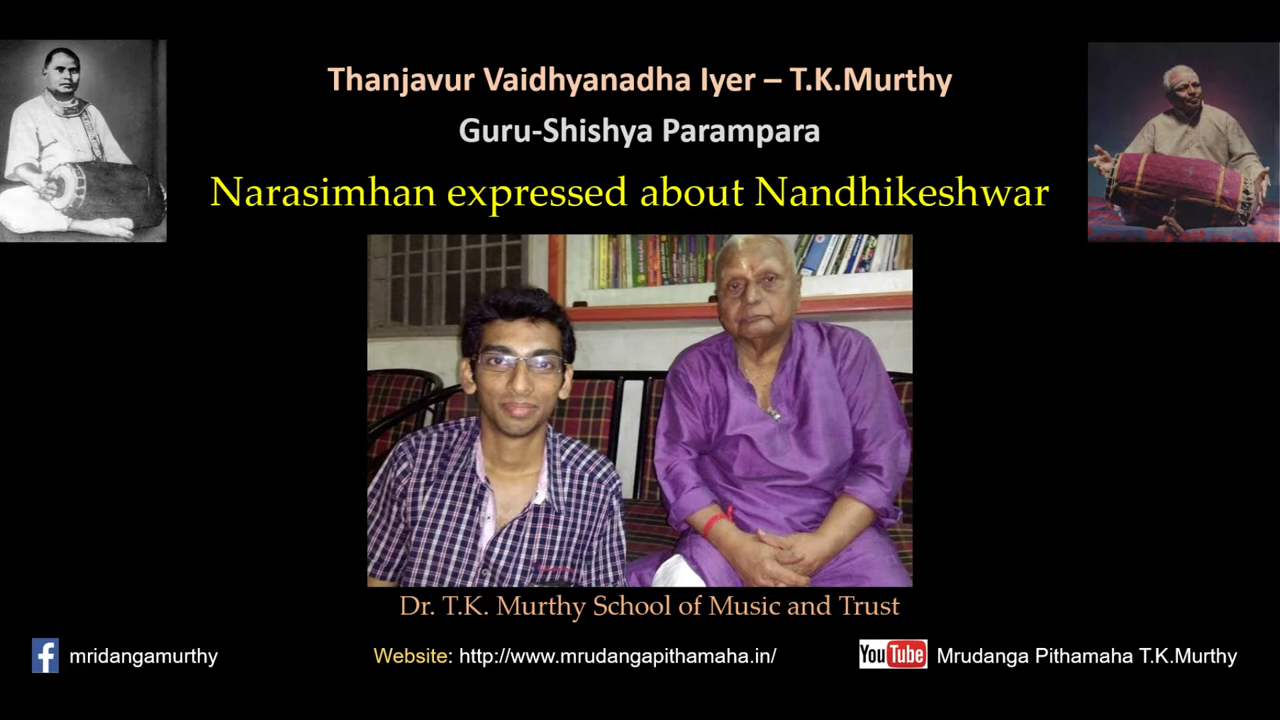 Thanjavur Vaidhyanadha Iyer – T.K.Murthy
Guru-Shishya Parampara
Narasimhan expressed about Nandhikeshwar
Dr. T.K. Murthy School of Music and Trust
f mridangamurthy
Website: http://www.mrudangapithamaha.in/
YouTube Mrudanga Pithamaha T.K.Murthy